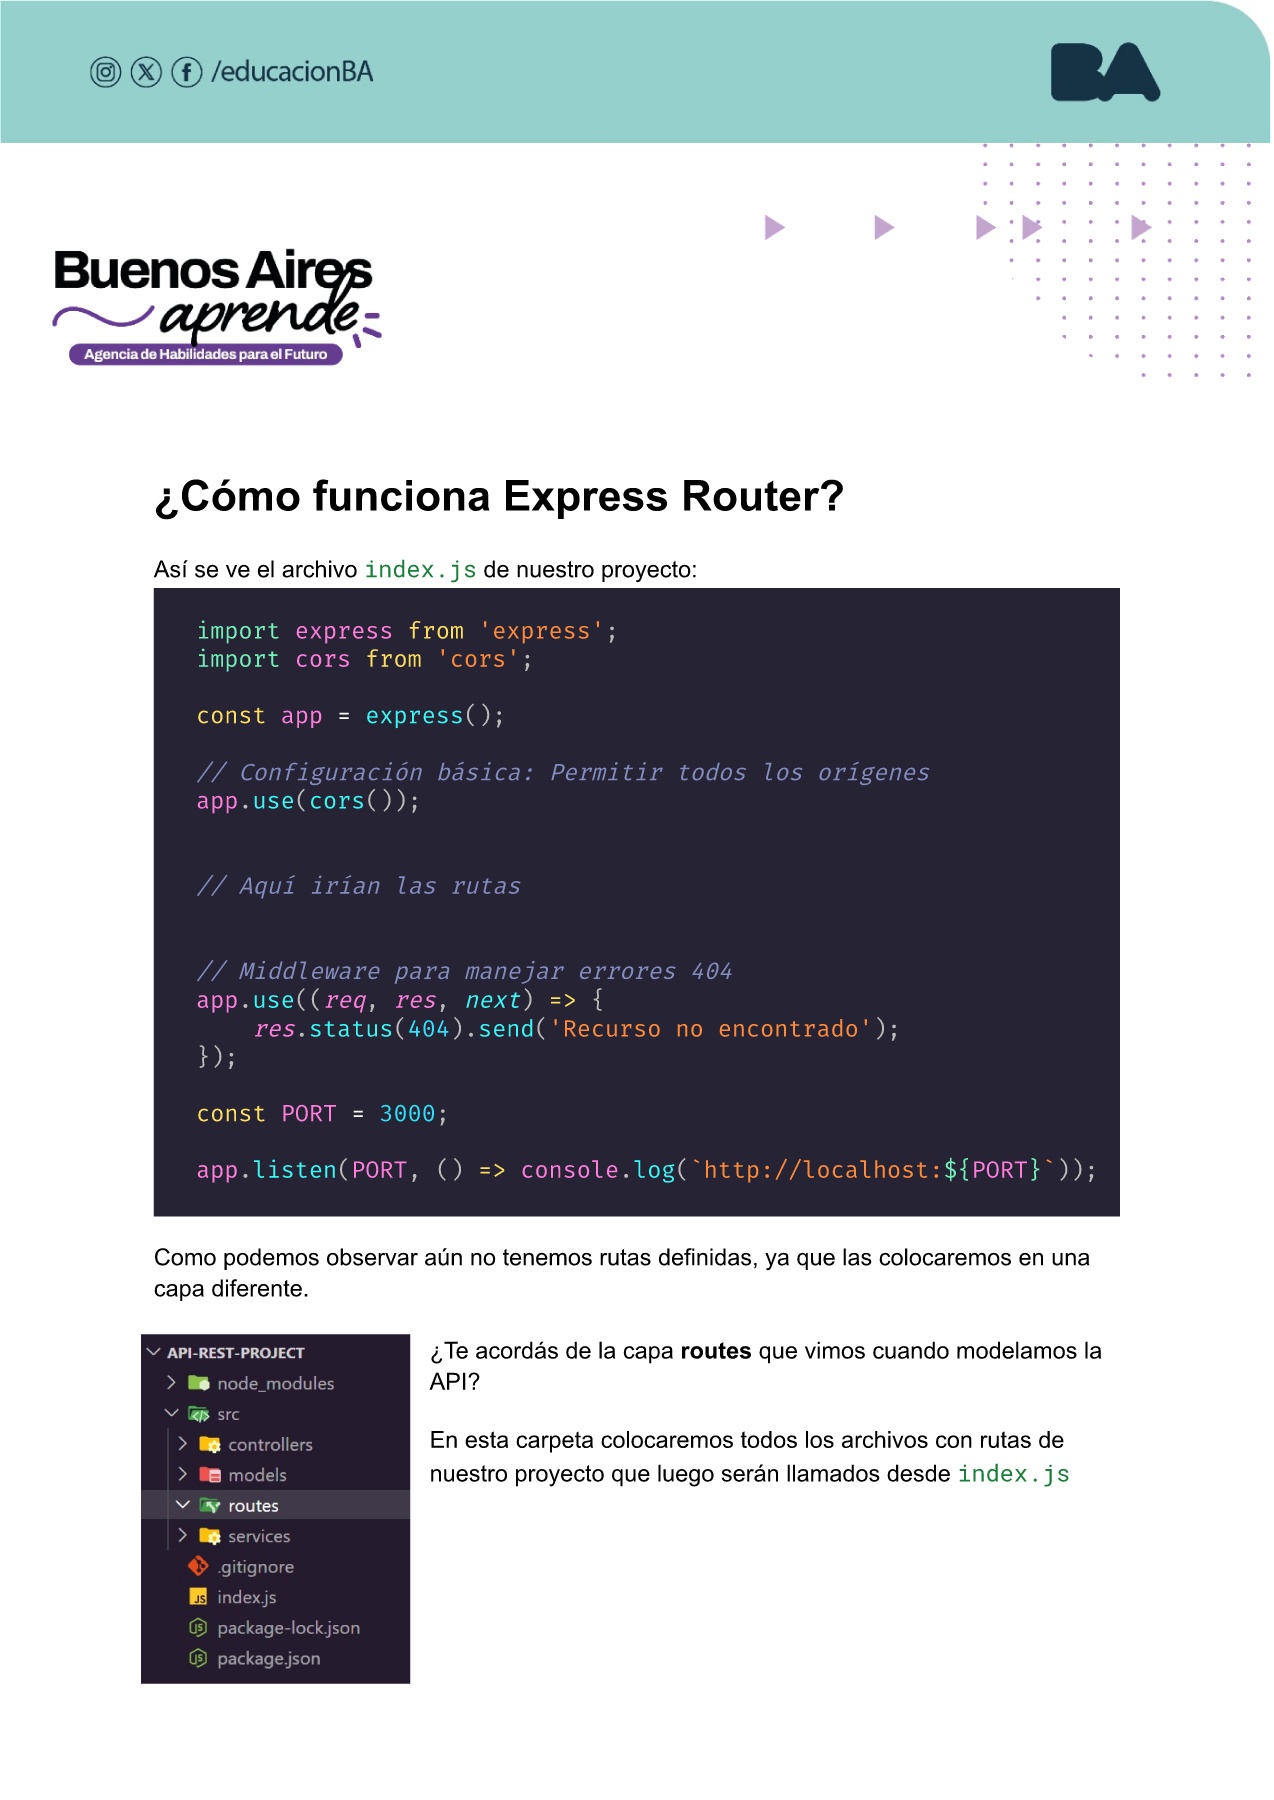 /educacionBA
BA
Buenos Aires
aprende
Agencia de Habilidades para el Futuro
¿Cómo funciona Express Router?
Así se ve el archivo index.js de nuestro proyecto:
import express from 'express';
import cors from 'cors';
const app = express();
// Configuración básica: Permitir todos los orígenes
app.use(cors());
// Aquí irían las rutas
// Middleware para manejar errores 404
app.use((req, res, next) => {
    res.status(404).send('Recurso no encontrado');
});
const PORT = 3000;
app.listen(PORT, () => console.log(`http://localhost:${PORT}`));
Como podemos observar aún no tenemos rutas definidas, ya que las colocaremos en una
capa diferente.
API-REST-PROJECT
node_modules
src
controllers
models
routes
services
.gitignore
index.js
package-lock.json
package.json
¿Te acordás de la capa routes que vimos cuando modelamos la
API?
En esta carpeta colocaremos todos los archivos con rutas de
nuestro proyecto que luego serán llamados desde index.js